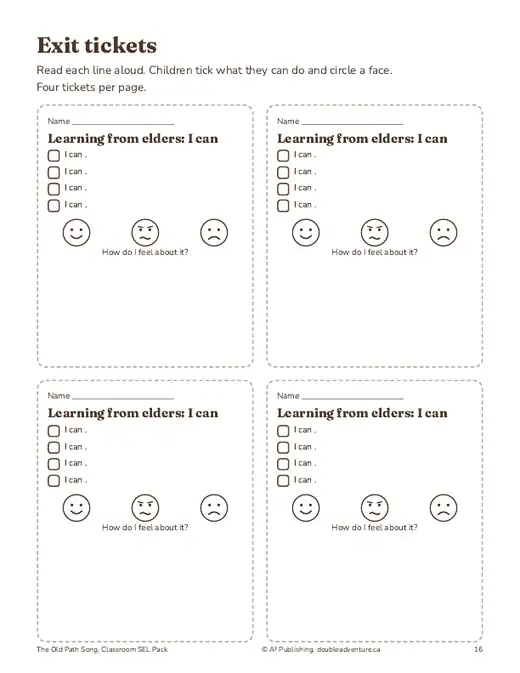 Exit tickets
Read each line aloud. Children tick what they can do and circle a face.
Four tickets per page.
Name
Learning from elders: I can
I can .
I can .
I can .
I can .
How do I feel about it?
Name
Learning from elders: I can
I can .
I can .
I can .
I can .
How do I feel about it?
Name
Learning from elders: I can
I can .
I can .
I can .
I can .
How do I feel about it?
Name
Learning from elders: I can
I can .
I can .
I can .
I can .
How do I feel about it?
The Old Path Song, Classroom SEL Pack
© A² Publishing, doubleadventure.ca
16